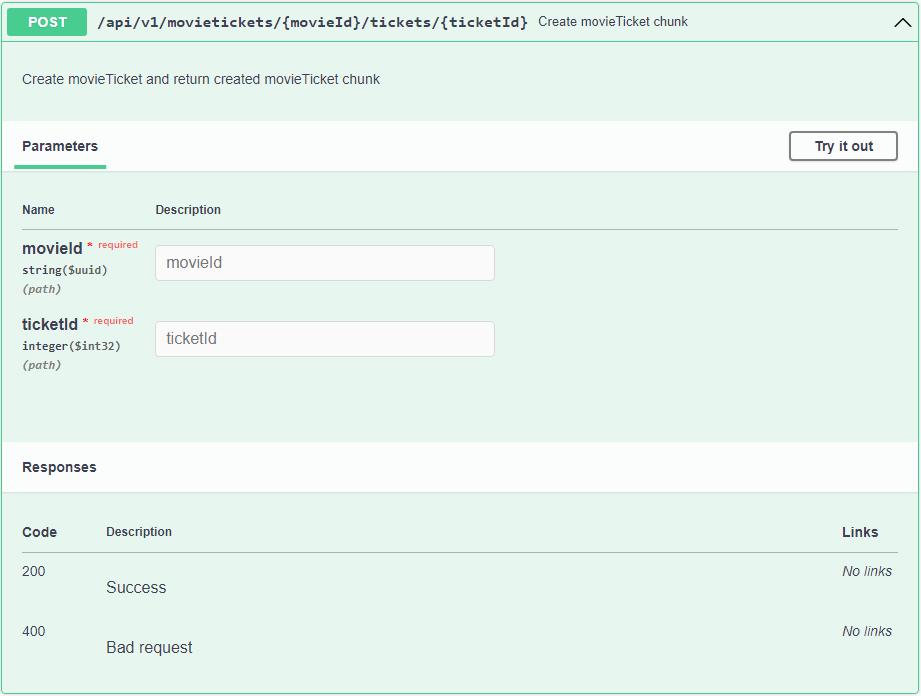 POST /api/v1/movietickets/{movieId}/tickets/{ticketId} Create movieTicket chunk
Create movieTicket and return created movieTicket chunk
Parameters Try it out
Name Description
movieId * required movieId
string($uuid)
(path)
ticketId * required ticketId
integer($int32)
(path)
Responses
Code Description Links
200 Success No links
400 Bad request No links